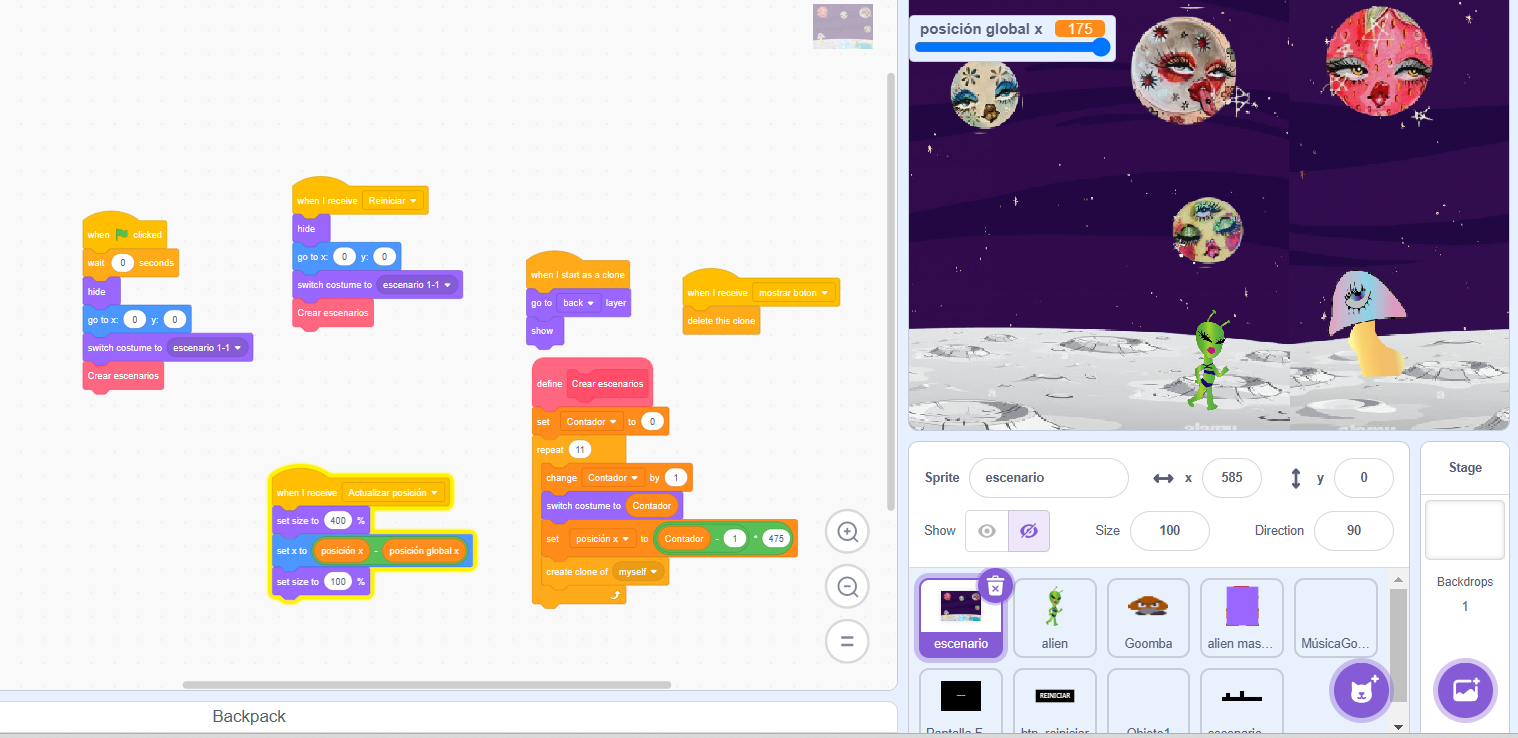 when clicked
wait 0 seconds
hide
go to x: 0 y: 0
switch costume to escenario 1-1
Crear escenarios
when I receive Reiniciar
hide
go to x: 0 y: 0
switch costume to escenario 1-1
Crear escenarios
when I start as a clone
go to back layer
show
when I receive mostrar boton
delete this clone
define Crear escenarios
set Contador to 0
repeat 11
change Contador by 1
switch costume to Contador
set posición x to Contador - 1 * 475
create clone of myself
when I receive Actualizar posición
set size to 400 %
set x to posición x - posición global x
set size to 100 %
Backpack
posición global x 175
Sprite escenario x 585 y 0
Show Size 100 Direction 90
escenario
alien
Goomba
alien mas...
MúsicaGo...
REINICIAR
Stage
Backdrops
1